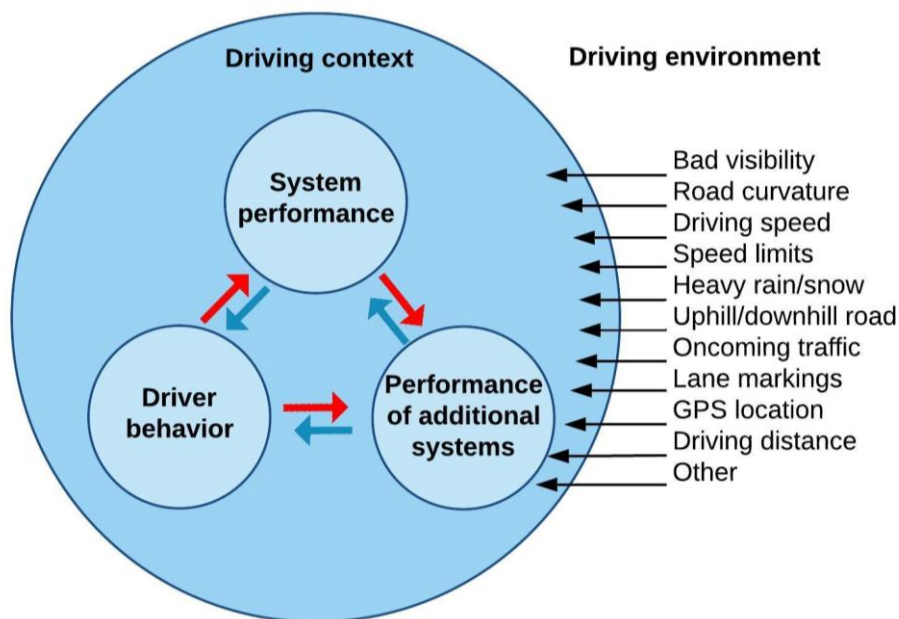 Driving context
Driving environment
System
performance
Driver
behavior
Performance
of additional
systems
Bad visibility
Road curvature
Driving speed
Speed limits
Heavy rain/snow
Uphill/downhill road
Oncoming traffic
Lane markings
GPS location
Driving distance
Other